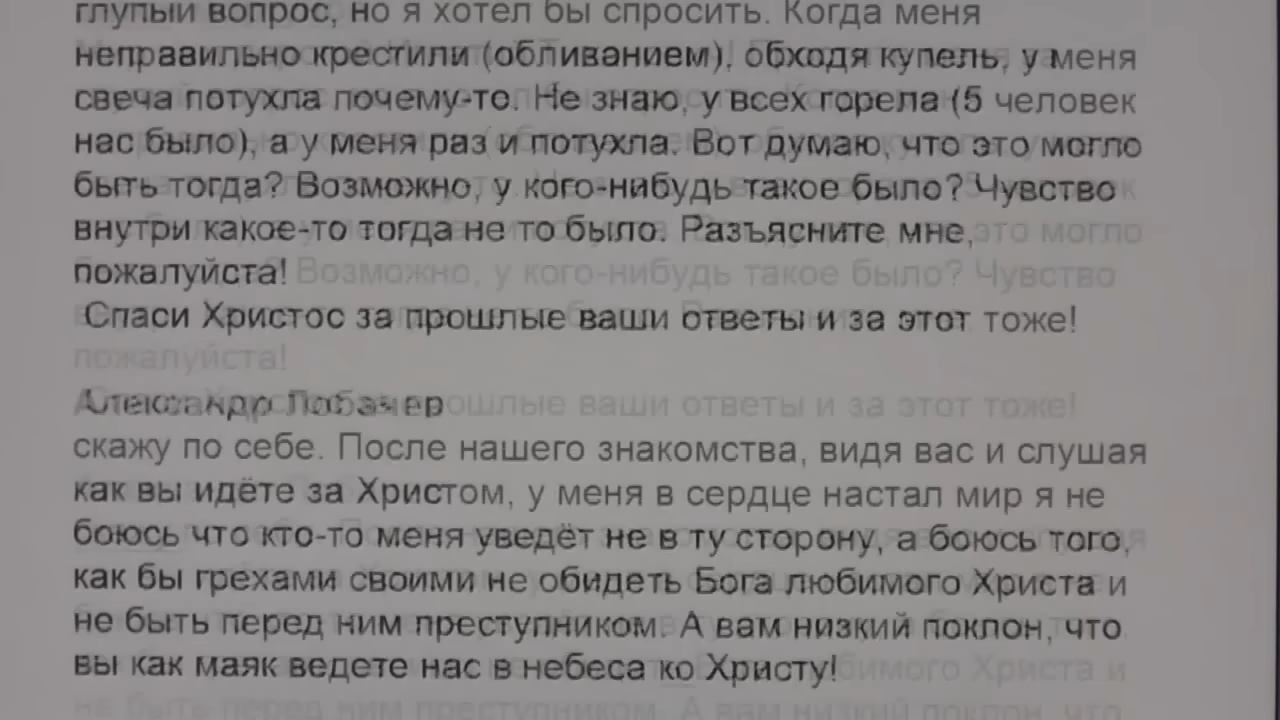 глупый вопрос, но я хотел бы спросить. Когда меня
неправильно крестили (обливанием), обходя купель, у меня
свеча потухла почему-то. Не знаю, у всех горела (5 человек
нас было), а у меня раз и потухла. Вот думаю, что это могло
быть тогда? Возможно, у кого-нибудь такое было? Чувство
внутри какое-то тогда не то было. Разъясните мне,
пожалуйста!
Спаси Христос за прошлые ваши ответы и за этот тоже!
Александр Лобачер
скажу по себе. После нашего знакомства, видя вас и слушая
как вы идёте за Христом, у меня в сердце настал мир я не
боюсь что кто-то меня уведёт не в ту сторону, а боюсь того,
как бы грехами своими не обидеть Бога любимого Христа и
не быть перед ним преступником. А вам низкий поклон, что
вы как маяк ведете нас в небеса ко Христу!